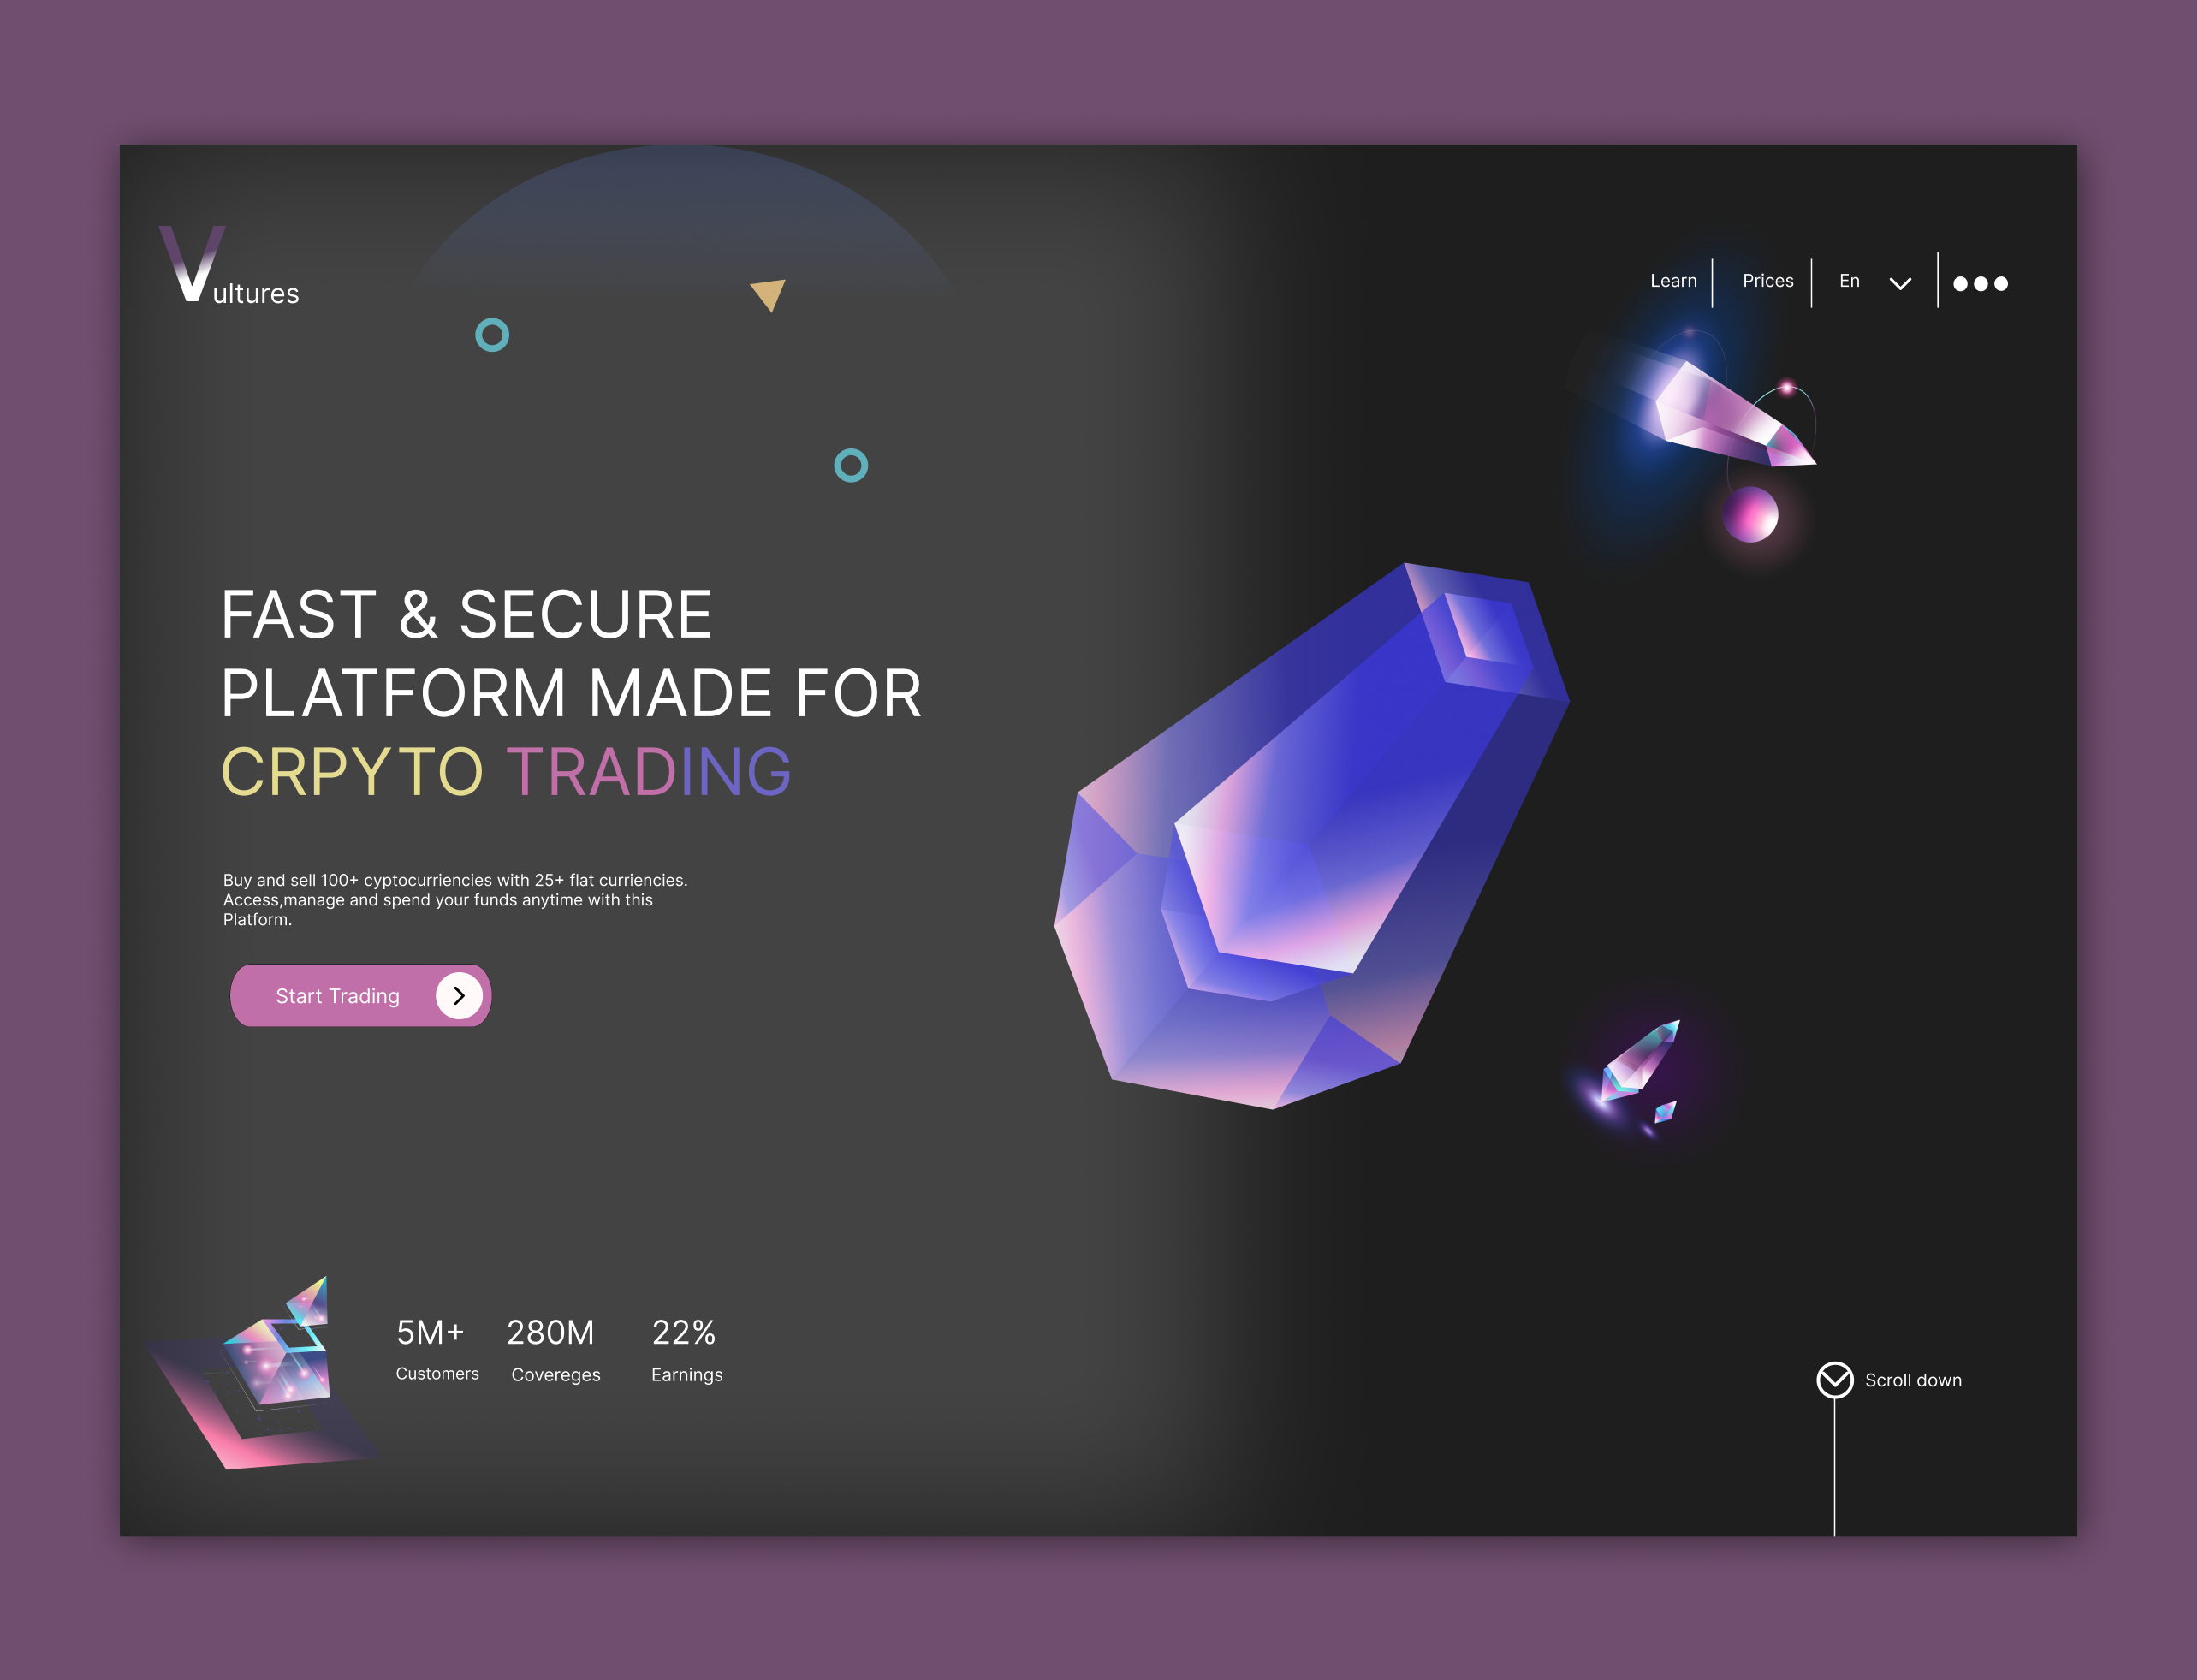 Vultures
Learn
Prices
En
FAST & SECURE
PLATFORM MADE FOR
CRPYTO TRADING
Buy and sell 100+ cyptocurriencies with 25+ flat curriencies.
Access,manage and spend your funds anytime with this
Platform.
Start Trading
5M+ 280M 22%
Customers Covereges Earnings
Scroll down